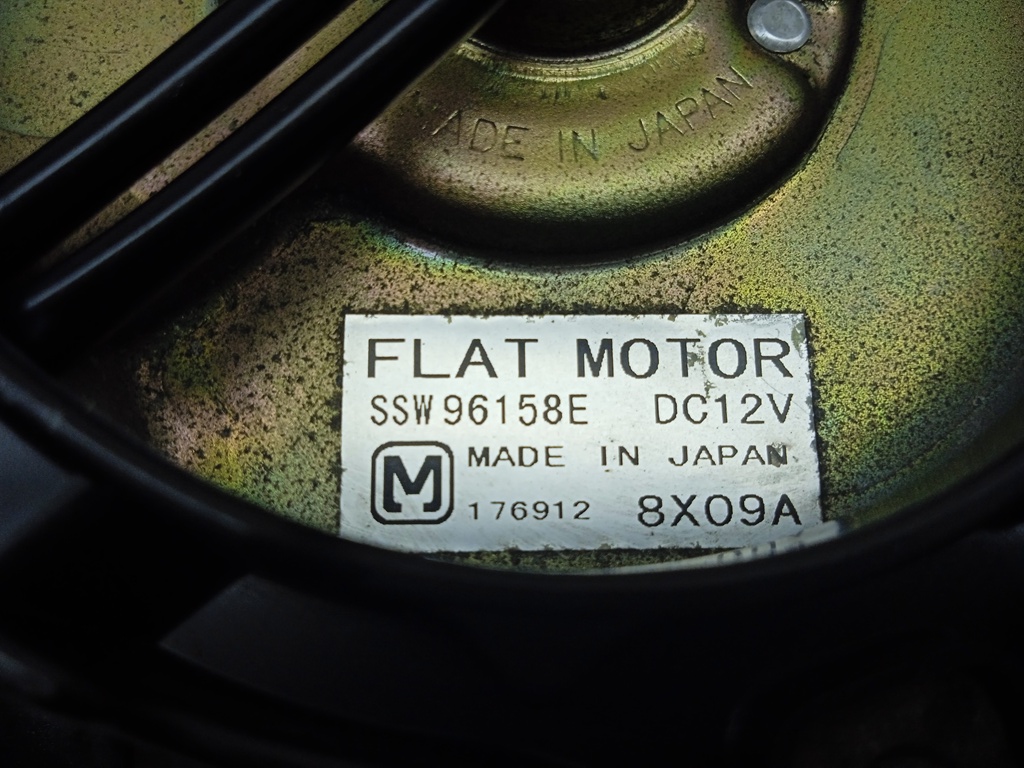 MADE IN JAPAN
FLAT MOTOR
SSW96158E DC12V
M MADE IN JAPAN
176912 8X09A